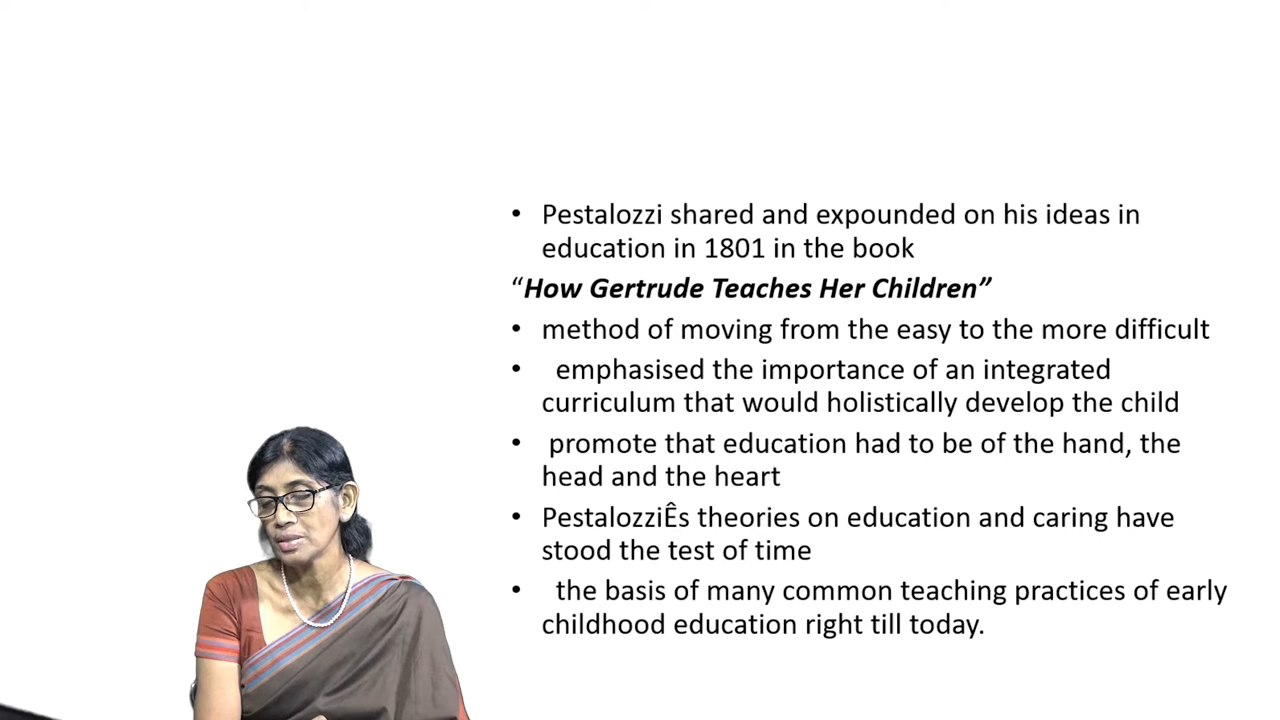 • Pestalozzi shared and expounded on his ideas in
education in 1801 in the book
“How Gertrude Teaches Her Children”
• method of moving from the easy to the more difficult
• emphasised the importance of an integrated
curriculum that would holistically develop the child
• promote that education had to be of the hand, the
head and the heart
• PestalozziÊs theories on education and caring have
stood the test of time
• the basis of many common teaching practices of early
childhood education right till today.